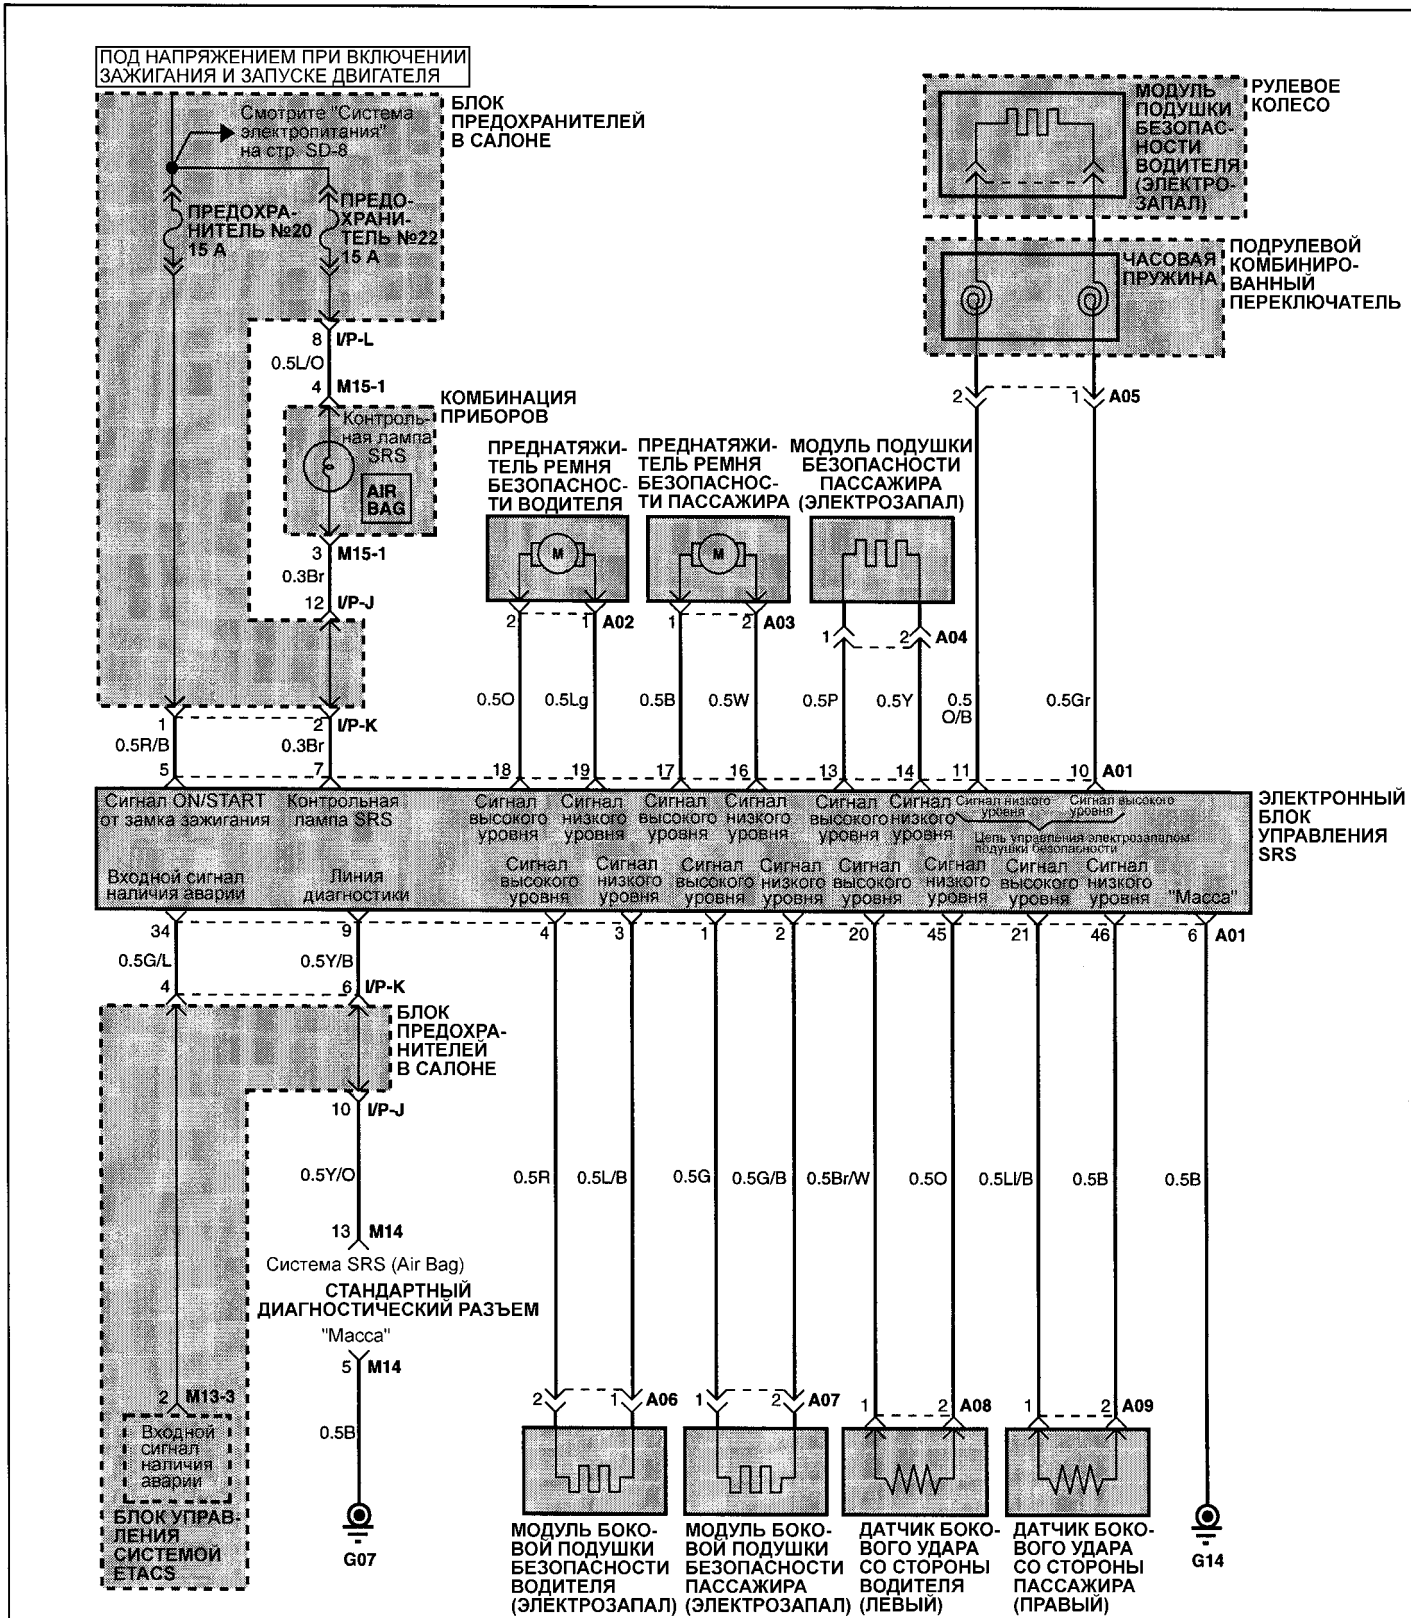 ПОД НАПРЯЖЕНИЕМ ПРИ ВКЛЮЧЕНИИ
ЗАЖИГАНИЯ И ЗАПУСКЕ ДВИГАТЕЛЯ
БЛОК
ПРЕДОХРАНИТЕЛЕЙ
В САЛОНЕ
Смотрите "Система
электропитания"
на стр. SD-8
ПРЕДОХРА-
НИТЕЛЬ №20
15 А
ПРЕДО-
ХРАНИ-
ТЕЛЬ №22
15 А
8 I/P-L
0.5L/O
4 M15-1
КОМБИНАЦИЯ
ПРИБОРОВ
Контроль-
ная лампа
SRS
AIR
BAG
3 M15-1
0.3Br
12 I/P-J
1
2 I/P-K
0.5R/B
0.3Br
РУЛЕВОЕ
КОЛЕСО
МОДУЛЬ
ПОДУШКИ
БЕЗОПАС-
НОСТИ
ВОДИТЕЛЯ
(ЭЛЕКТРО-
ЗАПАЛ)
ПОДРУЛЕВОЙ
КОМБИНИРО-
ВАННЫЙ
ПЕРЕКЛЮЧАТЕЛЬ
ЧАСОВАЯ
ПРУЖИНА
2
1 A05
ПРЕДНАТЯЖИ-
ТЕЛЬ РЕМНЯ
БЕЗОПАСНОС-
ТИ ВОДИТЕЛЯ
ПРЕДНАТЯЖИ-
ТЕЛЬ РЕМНЯ
БЕЗОПАСНОС-
ТИ ПАССАЖИРА
МОДУЛЬ ПОДУШКИ
БЕЗОПАСНОСТИ
ПАССАЖИРА
(ЭЛЕКТРОЗАПАЛ)
M
M
2
1 A02
1
2 A03
1
2 A04
0.5O
0.5Lg
0.5B
0.5W
0.5P
0.5Y
0.5
O/B
0.5Gr
5
7
18
19
17
16
13
14
11
10 A01
ЭЛЕКТРОННЫЙ
БЛОК
УПРАВЛЕНИЯ
SRS
Сигнал ON/START
от замка зажигания
Контрольная
лампа SRS
Сигнал
высокого
уровня
Сигнал
низкого
уровня
Сигнал
высокого
уровня
Сигнал
низкого
уровня
Сигнал
высокого
уровня
Сигнал
низкого
уровня
Сигнал низкого
уровня
Сигнал высокого
уровня
Цепь управления электрозапалом
подушки безопасности
Входной сигнал
наличия аварии
Линия
диагностики
Сигнал
высокого
уровня
Сигнал
низкого
уровня
Сигнал
высокого
уровня
Сигнал
низкого
уровня
Сигнал
высокого
уровня
Сигнал
низкого
уровня
Сигнал
высокого
уровня
Сигнал
низкого
уровня
"Масса"
34
9
4
3
1
2
20
45
21
46
6 A01
0.5G/L
0.5Y/B
4
6 I/P-K
БЛОК
ПРЕДОХРА-
НИТЕЛЕЙ
В САЛОНЕ
10 I/P-J
0.5Y/O
0.5R
0.5L/B
0.5G
0.5G/B
0.5Br/W
0.5O
0.5LI/B
0.5B
0.5B
13 M14
Система SRS (Air Bag)
СТАНДАРТНЫЙ
ДИАГНОСТИЧЕСКИЙ РАЗЪЕМ
"Масса"
5 M14
0.5B
G07
2 M13-3
Входной
сигнал
наличия
аварии
БЛОК УПРАВ-
ЛЕНИЯ
СИСТЕМОЙ
ETACS
2
1 A06
1
2 A07
1
2 A08
1
2 A09
МОДУЛЬ БОКО-
ВОЙ ПОДУШКИ
БЕЗОПАСНОСТИ
ВОДИТЕЛЯ
(ЭЛЕКТРОЗАПАЛ)
МОДУЛЬ БОКО-
ВОЙ ПОДУШКИ
БЕЗОПАСНОСТИ
ПАССАЖИРА
(ЭЛЕКТРОЗАПАЛ)
ДАТЧИК БОКО-
ВОГО УДАРА
СО СТОРОНЫ
ВОДИТЕЛЯ
(ЛЕВЫЙ)
ДАТЧИК БОКО-
ВОГО УДАРА
СО СТОРОНЫ
ПАССАЖИРА
(ПРАВЫЙ)
G14